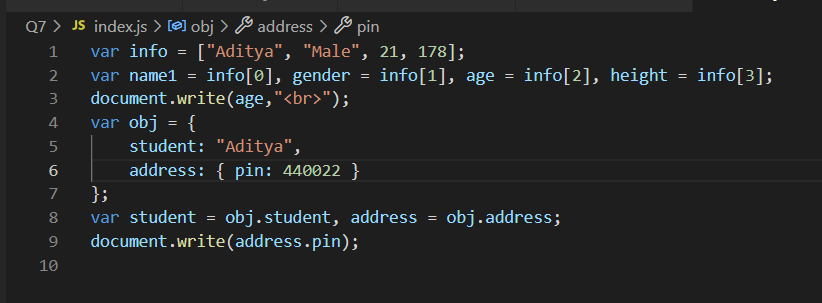 Q7 > JS index.js > obj > address > pin
1 var info = ["Aditya", "Male", 21, 178];
2 var name1 = info[0], gender = info[1], age = info[2], height = info[3];
3 document.write(age,"<br>");
4 var obj = {
5     student: "Aditya",
6     address: { pin: 440022 }
7 };
8 var student = obj.student, address = obj.address;
9 document.write(address.pin);
10